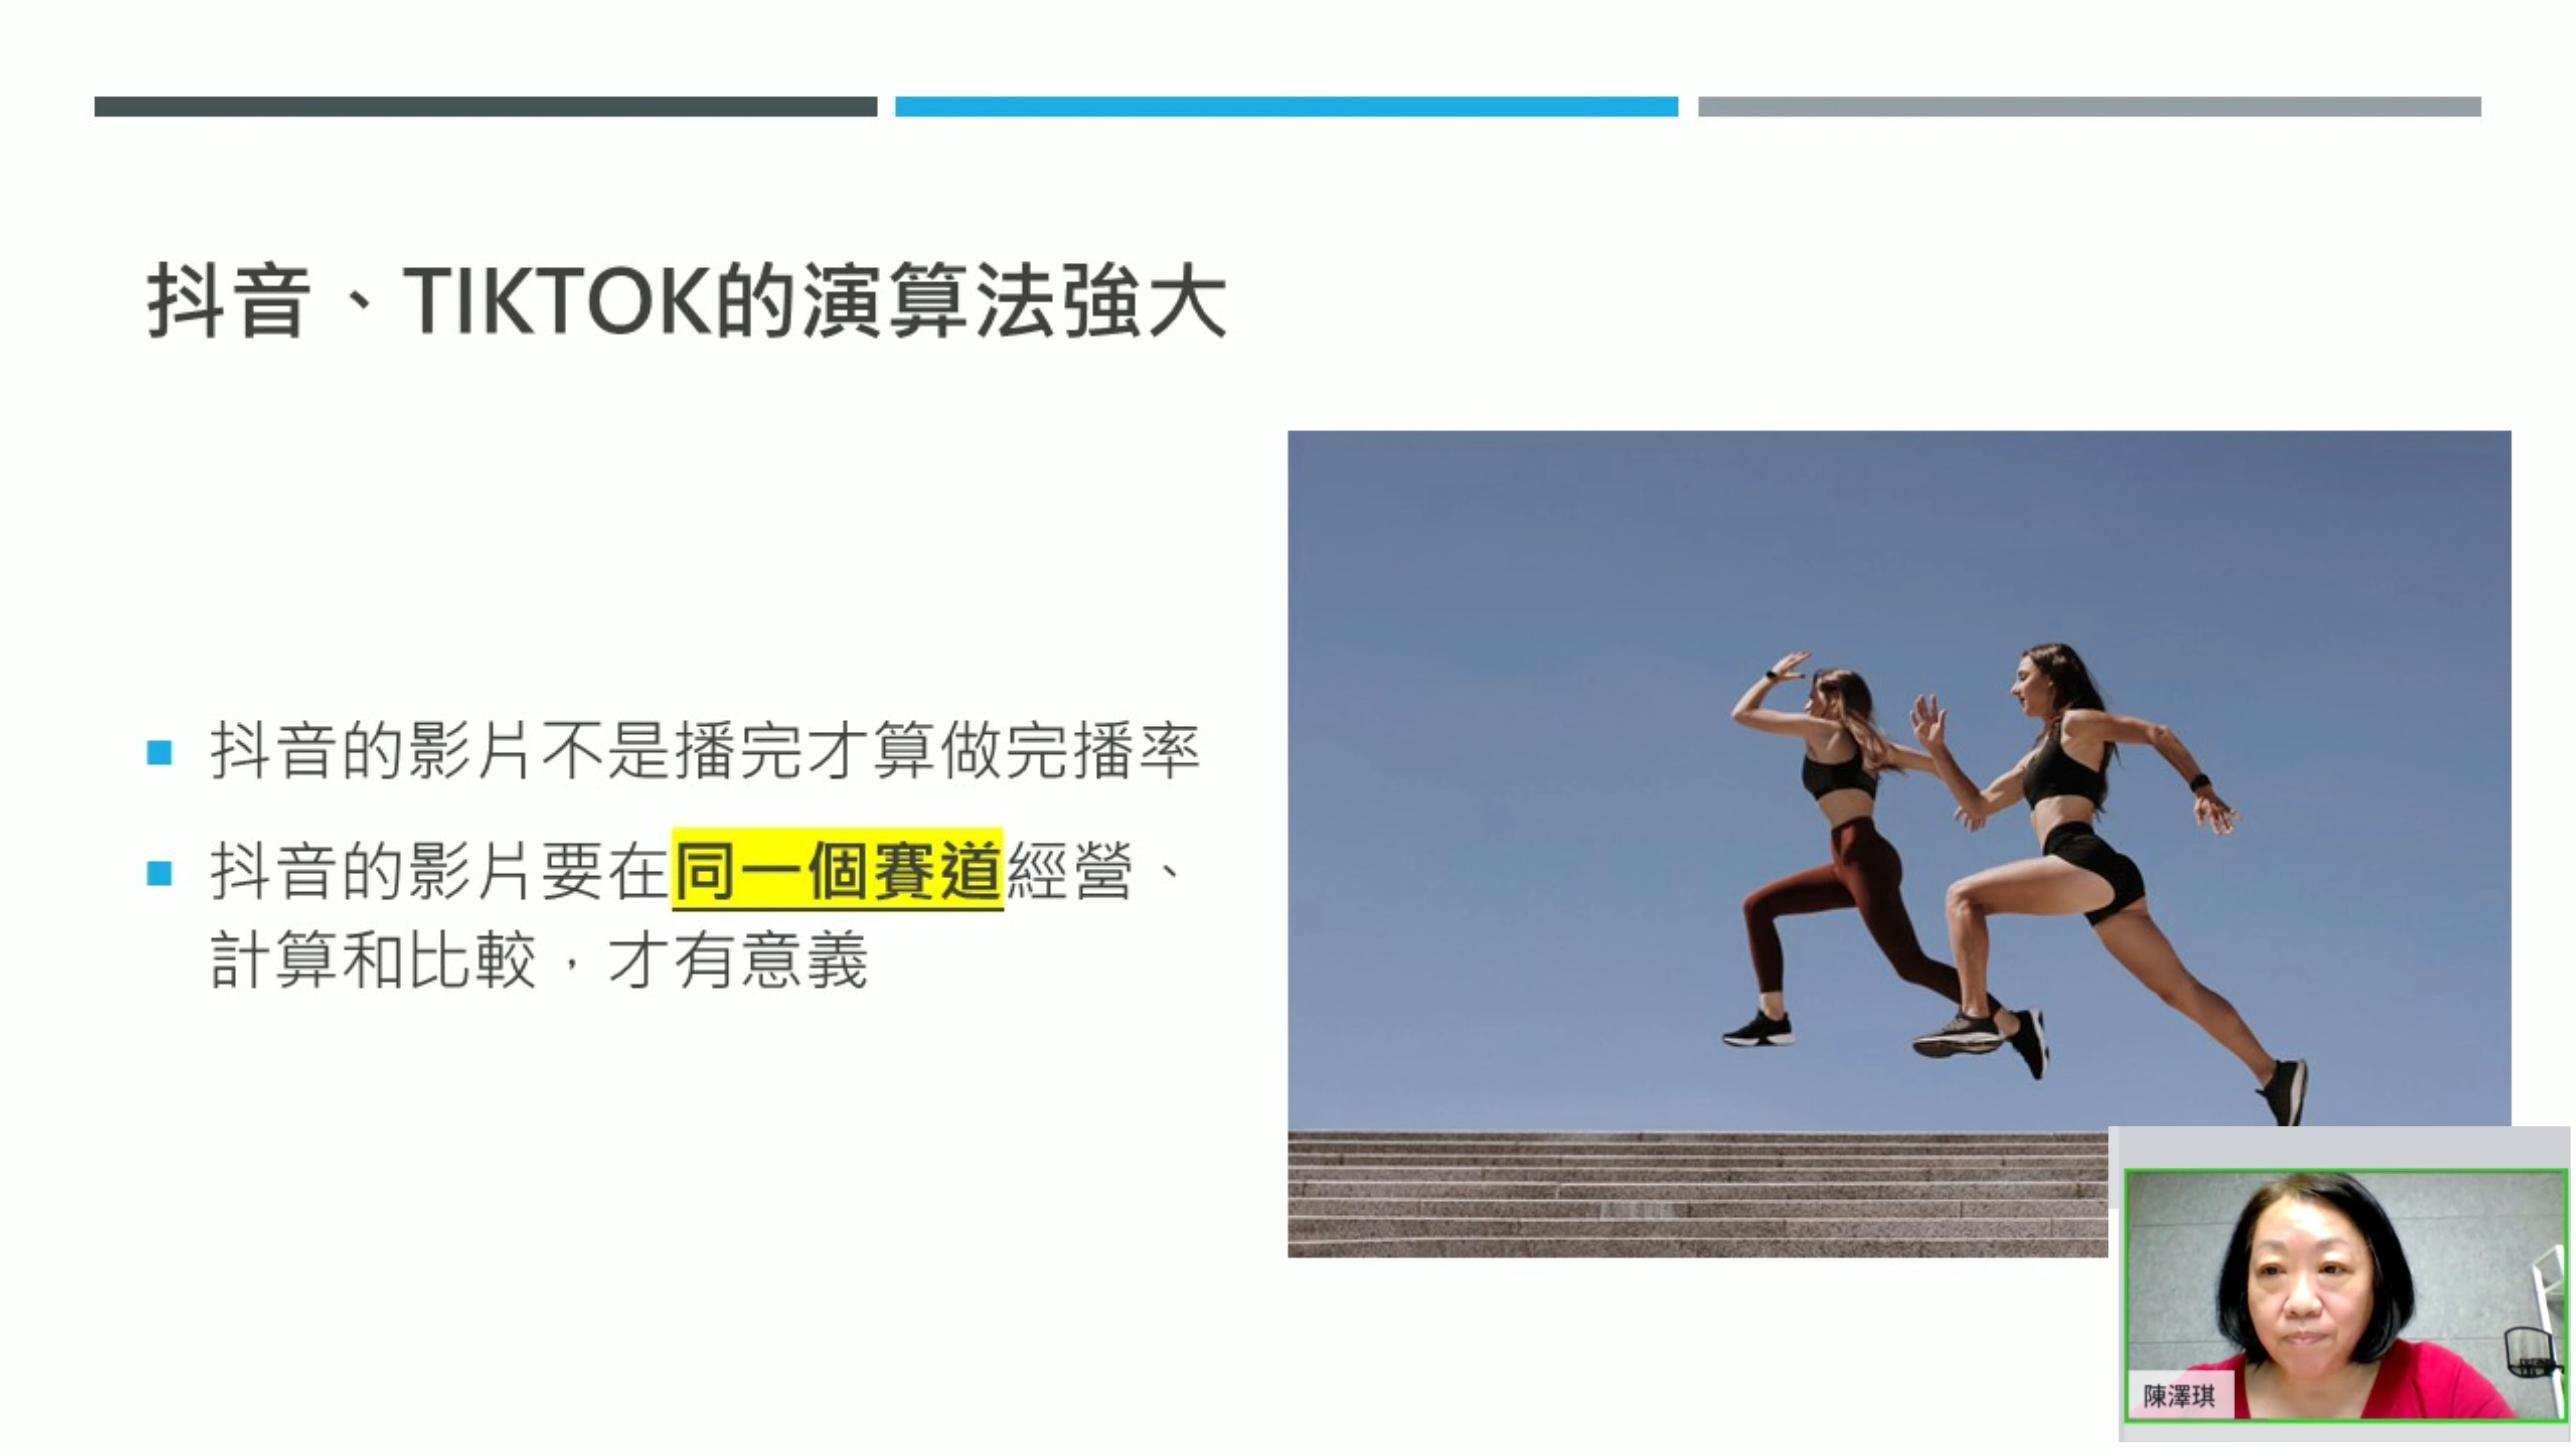 抖音、TIKTOK的演算法強大
抖音的影片不是播完才算做完播率
抖音的影片要在同一個賽道經營、
計算和比較，才有意義
陳澤琪